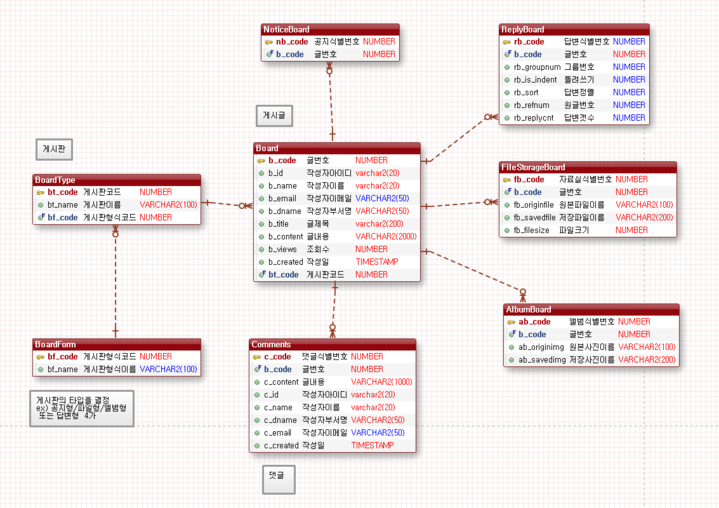 NoticeBoard
nb_code 공지식별번호 NUMBER
b_code 글번호 NUMBER
ReplyBoard
rb_code 답변식별번호 NUMBER
b_code 글번호 NUMBER
rb_groupnum 그룹번호 NUMBER
rb_is_indent 들려쓰기 NUMBER
rb_sort 답변정렬 NUMBER
rb_refnum 원글번호 NUMBER
rb_replycnt 답변갯수 NUMBER
게시글
게시판
Board
b_code 글번호 NUMBER
b_id 작성자아이디 varchar2(20)
b_name 작성자이름 varchar2(20)
b_email 작성자이메일 VARCHAR2(50)
b_dname 작성자부서명 VARCHAR2(50)
b_title 글제목 varchar2(200)
b_content 글내용 VARCHAR2(2000)
b_views 조회수 NUMBER
b_created 작성일 TIMESTAMP
bt_code 게시판코드 NUMBER
BoardType
bt_code 게시판코드 NUMBER
bt_name 게시판이름 VARCHAR2(100)
bf_code 게시판형식코드 NUMBER
FileStorageBoard
fb_code 자료실식별번호 NUMBER
b_code 글번호 NUMBER
fb_originfile 원본파일이름 VARCHAR2(100)
fb_savedfile 저장파일이름 VARCHAR2(200)
fb_filesize 파일크기 NUMBER
AlbumBoard
ab_code 앨범식별번호 NUMBER
b_code 글번호 NUMBER
ab_originimg 원본사진이름 VARCHAR2(100)
ab_savedimg 저장사진이름 VARCHAR2(200)
BoardForm
bf_code 게시판형식코드 NUMBER
bf_name 게시판형식이름 VARCHAR2(100)
Comments
c_code 댓글식별번호 NUMBER
b_code 글번호 NUMBER
c_content 글내용 VARCHAR2(1000)
c_id 작성자아이디 varchar2(20)
c_name 작성자이름 varchar2(20)
c_dname 작성자부서명 VARCHAR2(50)
c_email 작성자이메일 VARCHAR2(50)
c_created 작성일 TIMESTAMP
게시판의 타입을 결정
ex) 공지형/파일형/앨범형
또는 답변형 4가
댓글